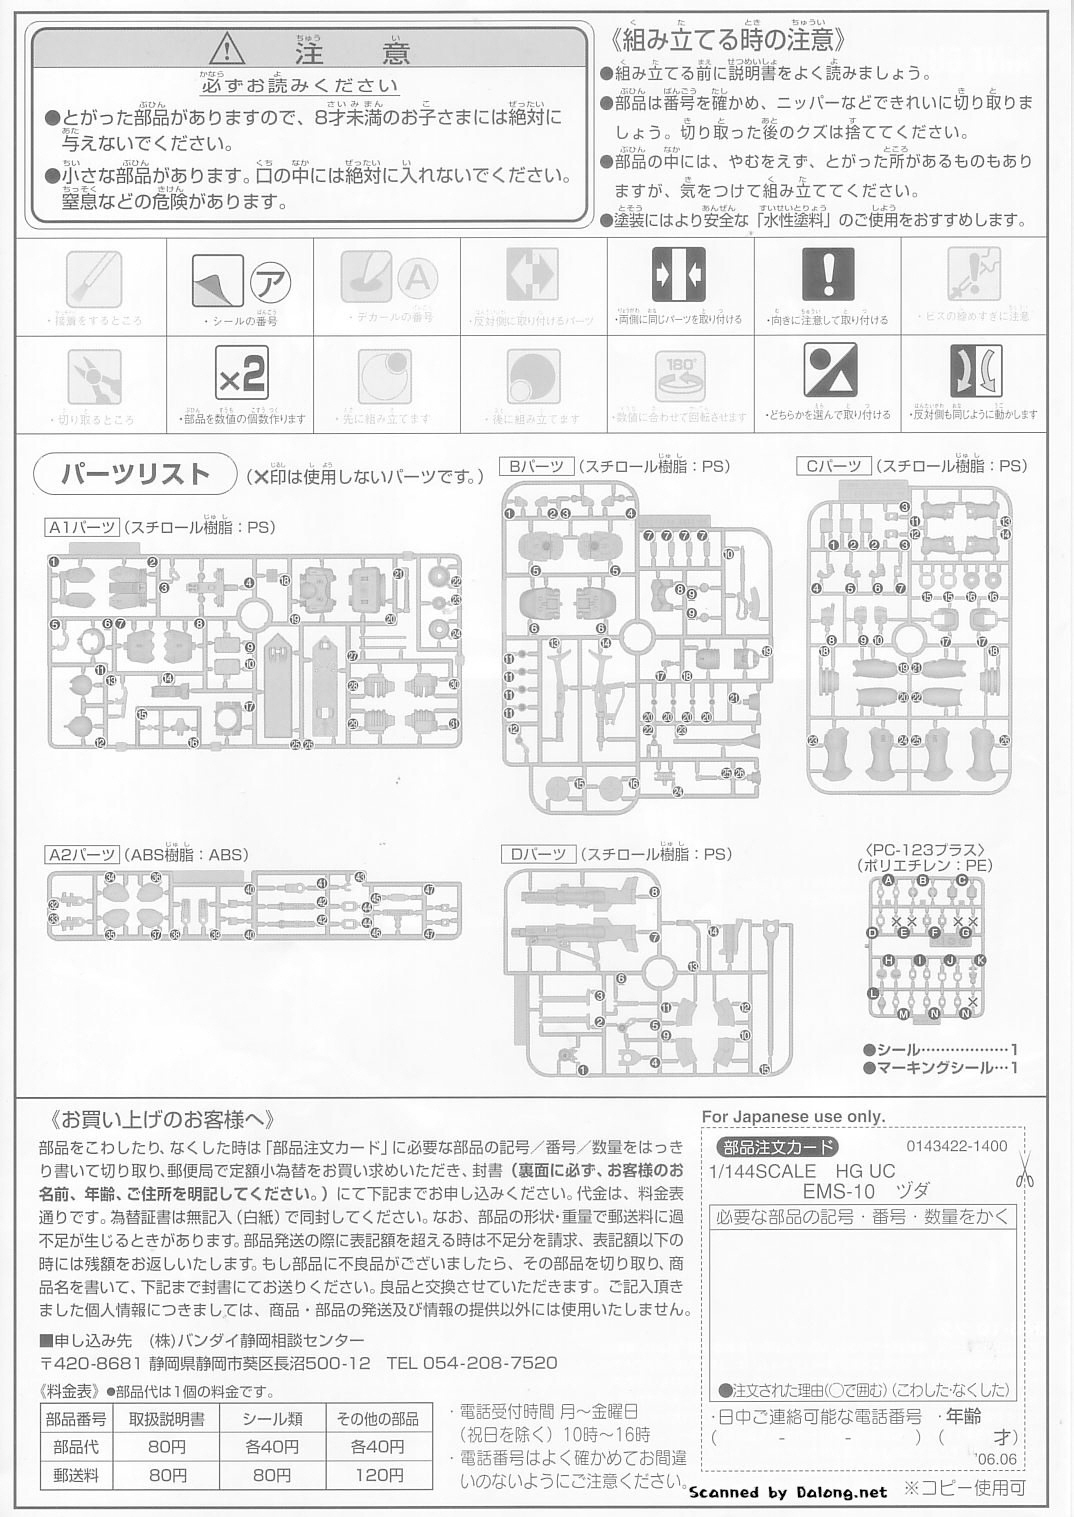 注意
必ずお読みください
●とがった部品がありますので、8才未満のお子さまには絶対に
与えないでください。
●小さな部品があります。口の中には絶対に入れないでください。
窒息などの危険があります。
《組み立てる時の注意》
●組み立てる前に説明書をよく読みましょう。
●部品は番号を確かめ、ニッパーなどできれいに切り取りま
しょう。切り取った後のクズは捨ててください。
●部品の中には、やむをえず、とがった所があるものもあり
ますが、気をつけて組み立ててください。
●塗装にはより安全な「水性塗料」のご使用をおすすめします。
・接着をするところ
ア
・シールの番号
A
・デカールの番号
・反対側に取り付けるパーツ
・両側に同じパーツを取り付ける
・向きに注意して取り付ける
・ビスの締めすぎに注意
・切り取るところ
×2
・部品を数値の個数作ります
・先に組み立てます
・後に組み立てます
180°
・数値に合わせて回転させます
・どちらかを選んで取り付ける
・反対側も同じように動かします
パーツリスト (×印は使用しないパーツです。)
A1パーツ (スチロール樹脂：PS)
Bパーツ (スチロール樹脂：PS)
Cパーツ (スチロール樹脂：PS)
A2パーツ (ABS樹脂：ABS)
Dパーツ (スチロール樹脂：PS)
〈PC-123プラス〉
(ポリエチレン：PE)
●シール………………1
●マーキングシール…1
《お買い上げのお客様へ》
部品をこわしたり、なくした時は「部品注文カード」に必要な部品の記号／番号／数量をはっき
り書いて切り取り、郵便局で定額小為替をお買い求めいただき、封書（裏面に必ず、お客様のお
名前、年齢、ご住所を明記してください。）にて下記までお申し込みください。代金は、料金表
通りです。為替証書は無記入（白紙）で同封してください。なお、部品の形状・重量で郵送料に過
不足が生じるときがあります。部品発送の際に表記額を超える時は不足分を請求、表記額以下の
時には残額をお返しいたします。もし部品に不良品がございましたら、その部品を切り取り、商
品名を書いて、下記まで封書にてお送りください。良品と交換させていただきます。ご記入頂き
ました個人情報につきましては、商品・部品の発送及び情報の提供以外には使用いたしません。
■申し込み先 (株)バンダイ静岡相談センター
〒420-8681 静岡県静岡市葵区長沼500-12 TEL 054-208-7520
《料金表》●部品代は1個の料金です。
部品番号 取扱説明書 シール類 その他の部品
部品代 80円 各40円 各40円
郵送料 80円 80円 120円
・電話受付時間 月〜金曜日
（祝日を除く）10時〜16時
・電話番号はよく確かめてお間違
いのないようにご注意ください。
For Japanese use only.
部品注文カード 0143422-1400
1/144SCALE HG UC
EMS-10 ヅダ
必要な部品の記号・番号・数量をかく
●注文された理由(○で囲む)(こわした・なくした)
・日中ご連絡可能な電話番号 ・年齢
( - - ) ( 才)
'06.06
※コピー使用可
Scanned by Dalong.net